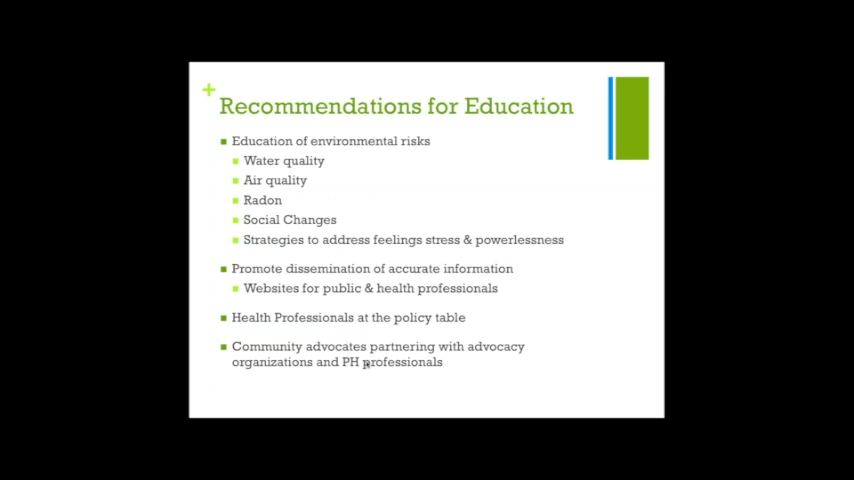 +
Recommendations for Education
Education of environmental risks
Water quality
Air quality
Radon
Social Changes
Strategies to address feelings stress & powerlessness
Promote dissemination of accurate information
Websites for public & health professionals
Health Professionals at the policy table
Community advocates partnering with advocacy
organizations and PH professionals